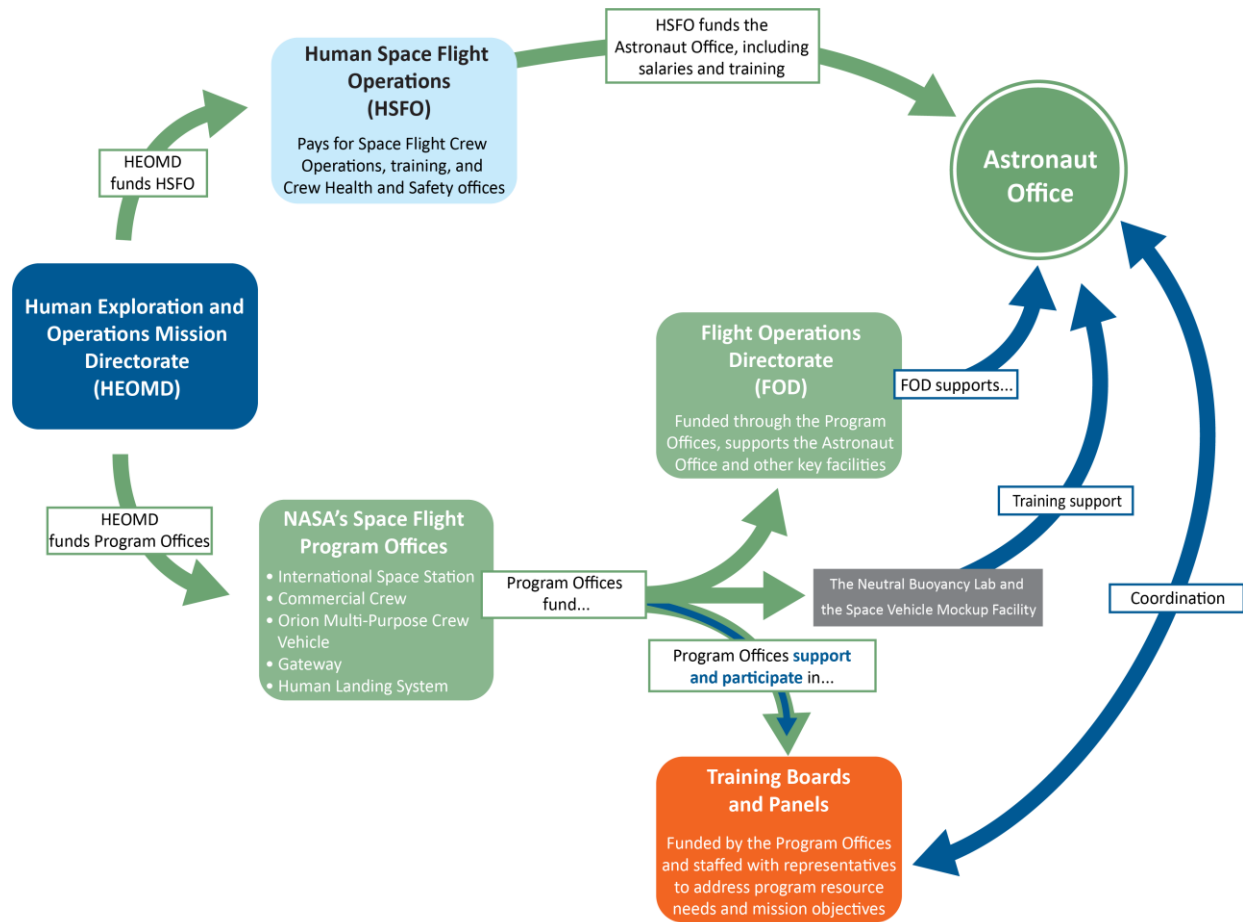 Human Space Flight
Operations
(HSFO)
Pays for Space Flight Crew
Operations, training, and
Crew Health and Safety offices
HSFO funds the
Astronaut Office, including
salaries and training
Astronaut
Office
HEOMD
funds HSFO
Human Exploration and
Operations Mission
Directorate
(HEOMD)
Flight Operations
Directorate
(FOD)
Funded through the Program
Offices, supports the Astronaut
Office and other key facilities
FOD supports...
HEOMD
funds Program Offices
NASA’s Space Flight
Program Offices
• International Space Station
• Commercial Crew
• Orion Multi-Purpose Crew
Vehicle
• Gateway
• Human Landing System
Program Offices
fund...
Training support
The Neutral Buoyancy Lab and
the Space Vehicle Mockup Facility
Coordination
Program Offices support
and participate in...
Training Boards
and Panels
Funded by the Program Offices
and staffed with representatives
to address program resource
needs and mission objectives